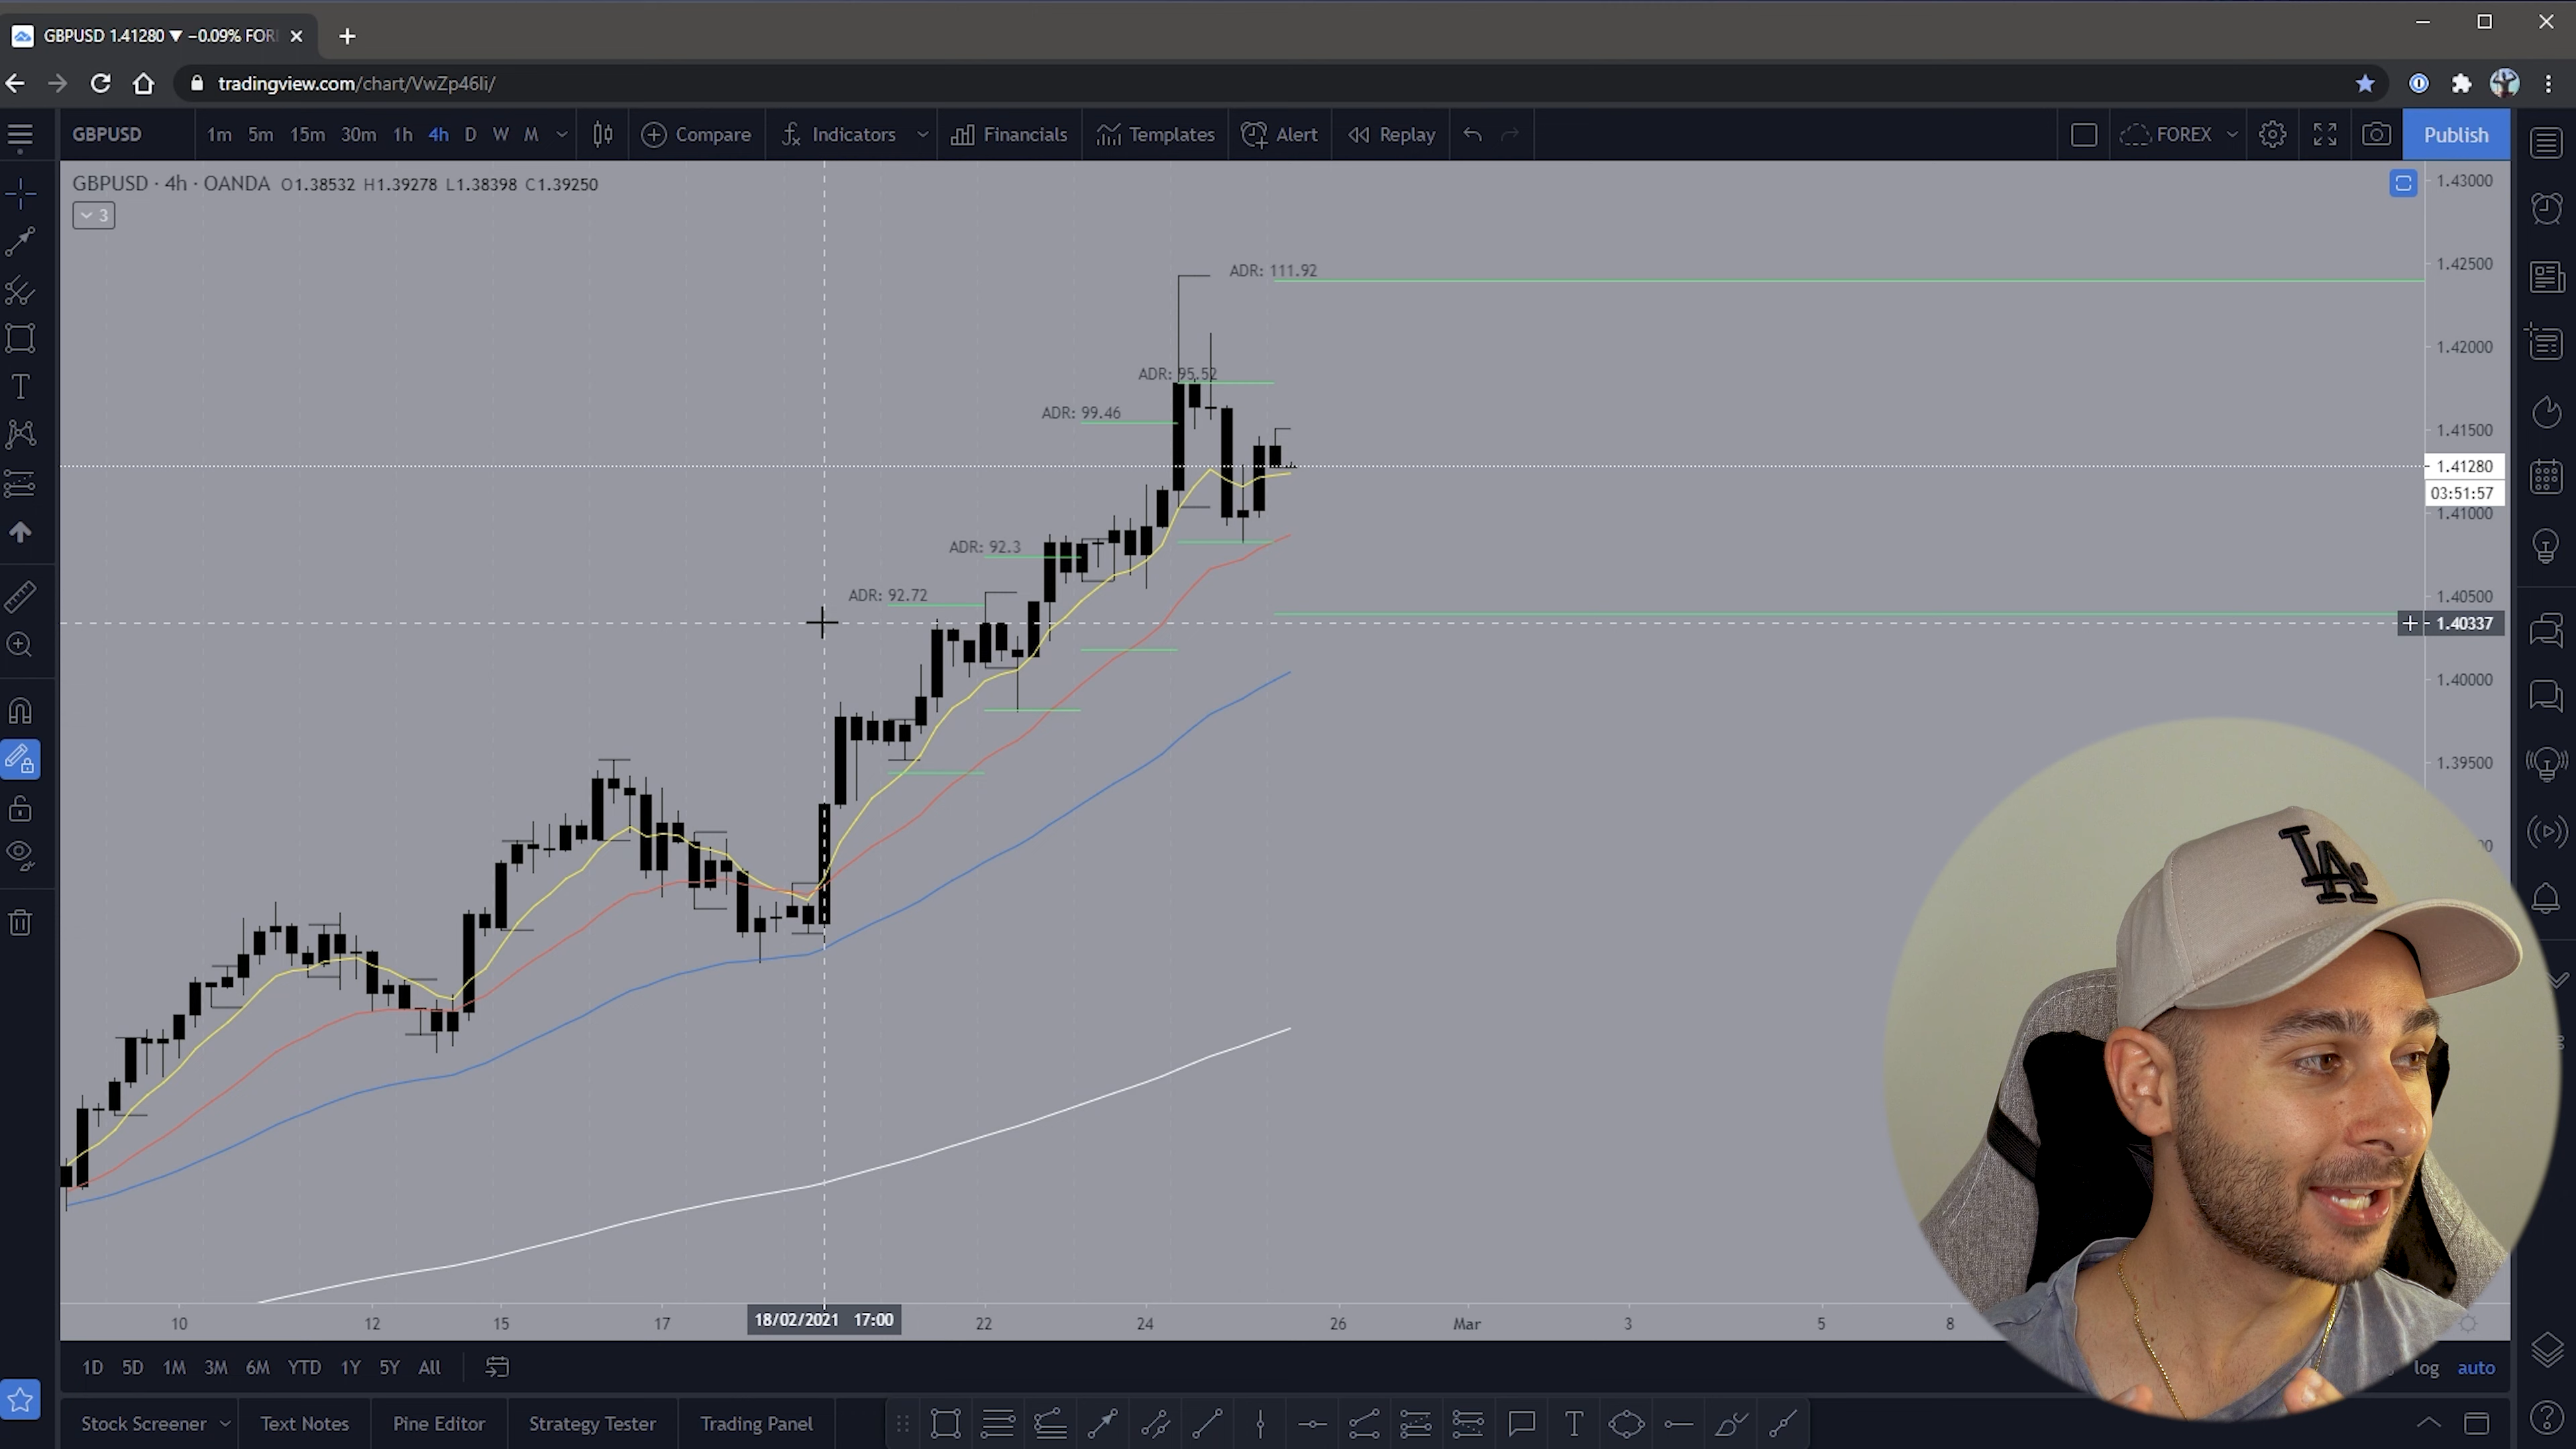 GBPUSD 1.41280 ▼ −0.09% FOR
tradingview.com/chart/VwZp46li/
GBPUSD 1m 5m 15m 30m 1h 4h D W M Compare Indicators Financials Templates Alert Replay FOREX Publish
GBPUSD · 4h · OANDA O1.38532 H1.39278 L1.38398 C1.39250
3
1.43000
1.42500
ADR: 111.92
1.42000
ADR: 95.52
ADR: 99.46
1.41500
1.41280
03:51:57
1.41000
ADR: 92.3
ADR: 92.72
1.40500
1.40337
1.40000
1.39500
LA
10 12 15 17 18/02/2021 17:00 22 24 26 Mar 3 5 8
1D 5D 1M 3M 6M YTD 1Y 5Y All log auto
Stock Screener Text Notes Pine Editor Strategy Tester Trading Panel